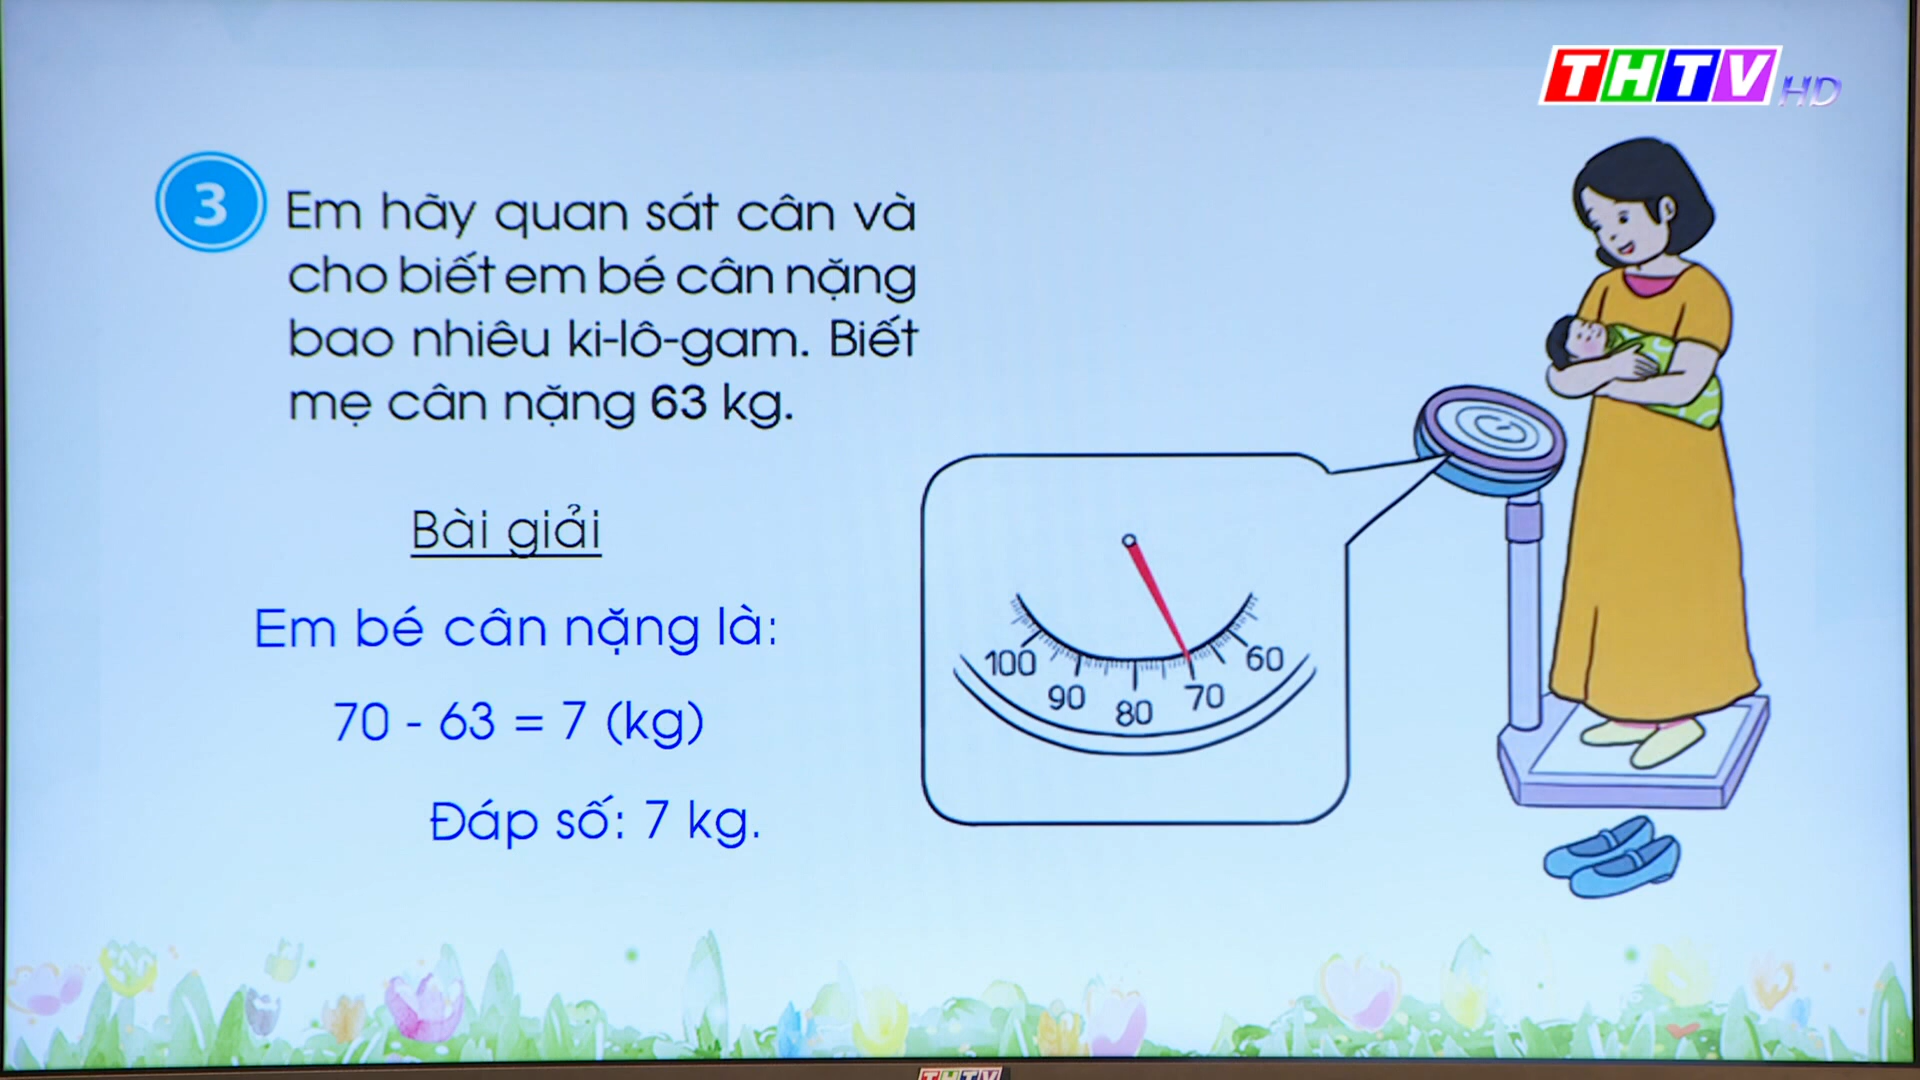 THTV HD
3
Em hãy quan sát cân và
cho biết em bé cân nặng
bao nhiêu ki-lô-gam. Biết
mẹ cân nặng 63 kg.
Bài giải
Em bé cân nặng là:
70 - 63 = 7 (kg)
Đáp số: 7 kg.
100 90 80 70 60
THTV